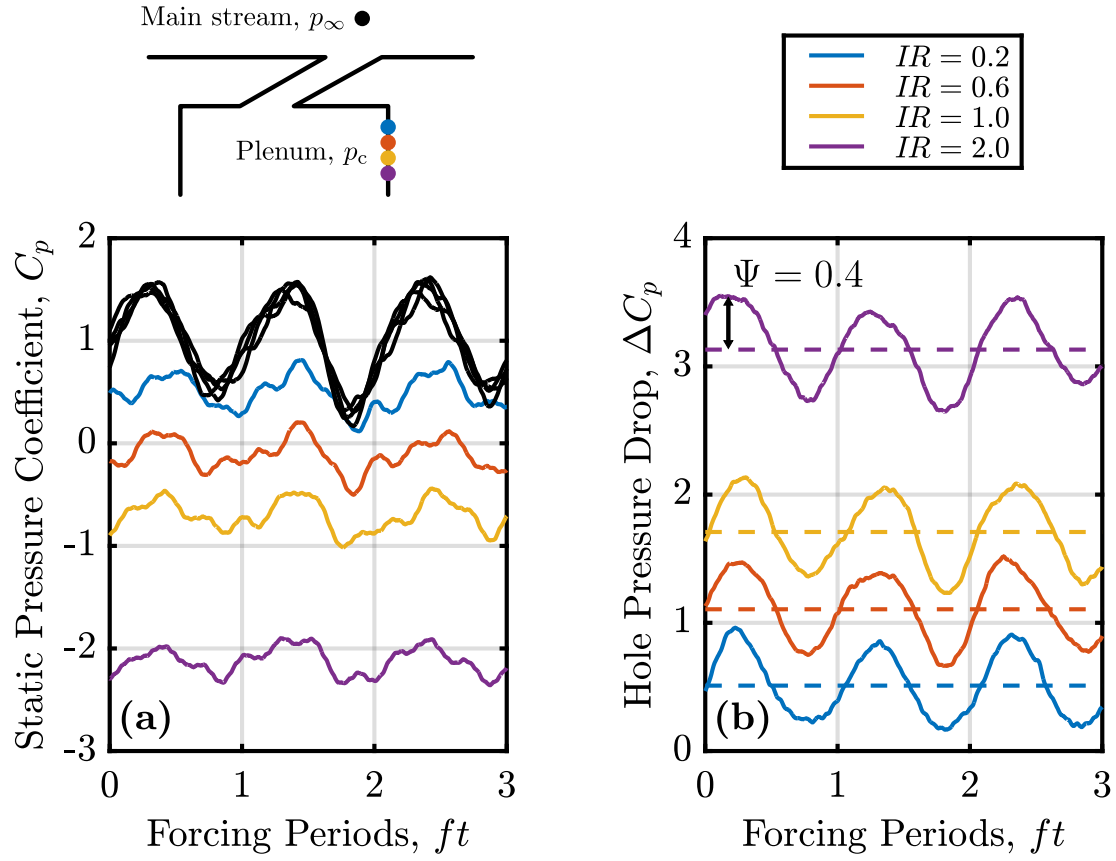 Main stream, p∞
Plenum, pc
IR = 0.2
IR = 0.6
IR = 1.0
IR = 2.0
Static Pressure Coefficient, Cp
2
1
0
-1
-2
-3
(a)
0 1 2 3
Forcing Periods, ft
Hole Pressure Drop, ΔCp
4
3
2
1
0
Ψ = 0.4
(b)
0 1 2 3
Forcing Periods, ft